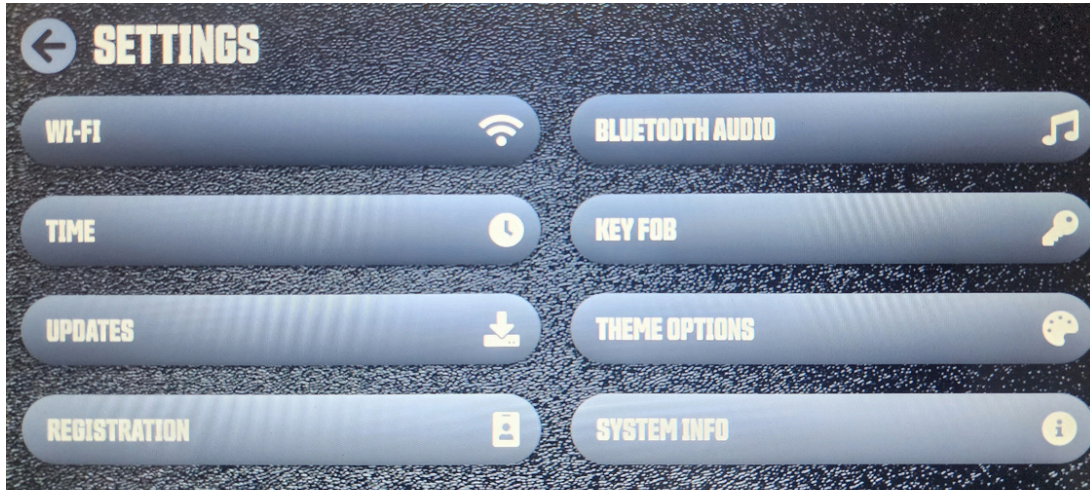 SETTINGS
WI-FI
BLUETOOTH AUDIO
TIME
KEY FOB
UPDATES
THEME OPTIONS
REGISTRATION
SYSTEM INFO